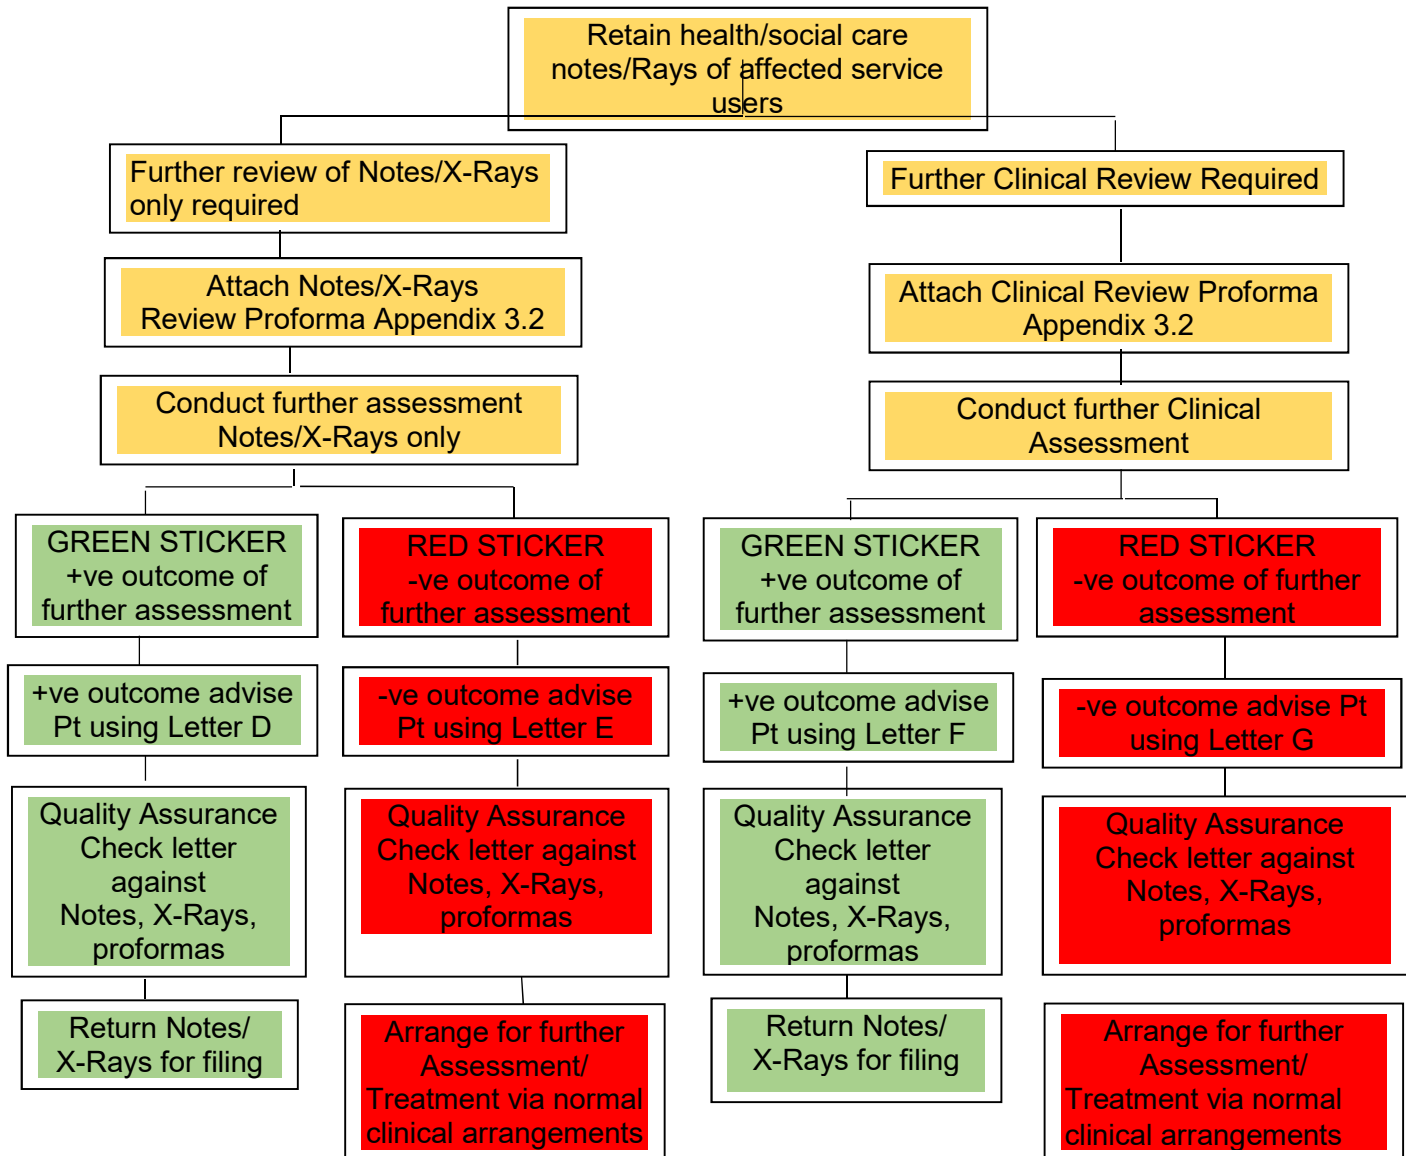 Retain health/social care
notes/Rays of affected service
users
Further review of Notes/X-Rays
only required
Further Clinical Review Required
Attach Notes/X-Rays
Review Proforma Appendix 3.2
Attach Clinical Review Proforma
Appendix 3.2
Conduct further assessment
Notes/X-Rays only
Conduct further Clinical
Assessment
GREEN STICKER
+ve outcome of
further assessment
RED STICKER
-ve outcome of
further assessment
GREEN STICKER
+ve outcome of
further assessment
RED STICKER
-ve outcome of further
assessment
+ve outcome advise
Pt using Letter D
-ve outcome advise
Pt using Letter E
+ve outcome advise
Pt using Letter F
-ve outcome advise Pt
using Letter G
Quality Assurance
Check letter
against
Notes, X-Rays,
proformas
Quality Assurance
Check letter against
Notes, X-Rays,
proformas
Quality Assurance
Check letter
against
Notes, X-Rays,
proformas
Quality Assurance
Check letter against
Notes, X-Rays,
proformas
Return Notes/
X-Rays for filing
Arrange for further
Assessment/
Treatment via normal
clinical arrangements
Return Notes/
X-Rays for filing
Arrange for further
Assessment/
Treatment via normal
clinical arrangements